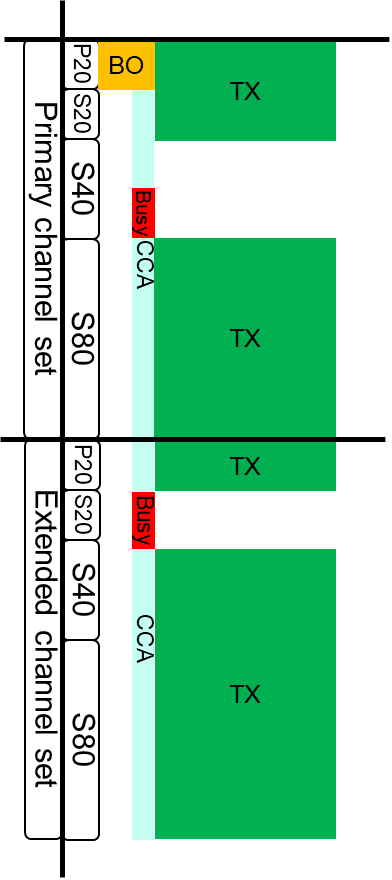 Primary channel set
P20
BO
TX
S20
S40
Busy
CCA
S80
TX
Extended channel set
P20
TX
S20
Busy
S40
CCA
S80
TX